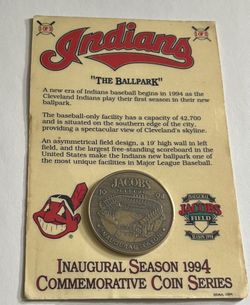 Indians
"THE BALLPARK"
A new era of Indians baseball begins in 1994 as the
Cleveland Indians play their first season in their new
ballpark.
The baseball-only facility has a capacity of 42,700
and is situated on the southern edge of the city,
providing a spectacular view of Cleveland's skyline.
An asymmetrical field design, a 19' high wall in left
field, and the largest free-standing scoreboard in the
United States make the Indians new ballpark one of
the most unique facilities in Major League Baseball.
JACOBS
FIELD
INAUGURAL
JACOBS
FIELD
INAUGURAL SEASON 1994
COMMEMORATIVE COIN SERIES